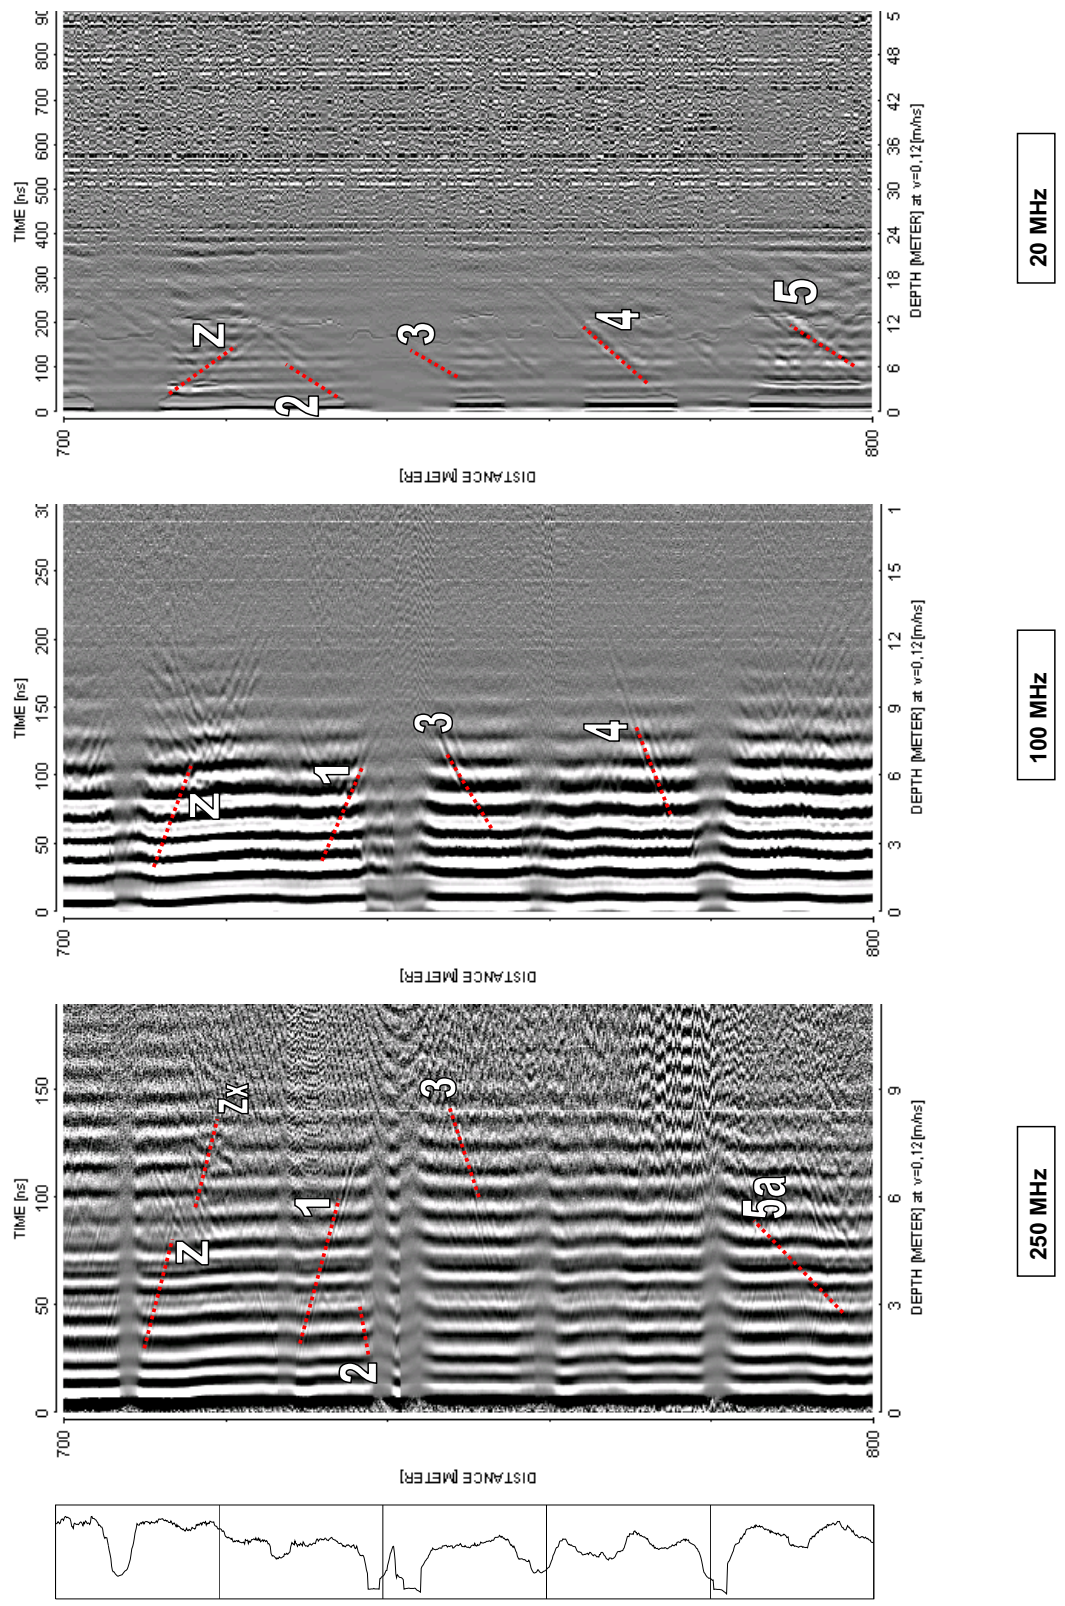 TIME [ns]
0 100 200 300 400 500 600 700 800 90
700
800
DISTANCE [METER]
Z
2
3
4
5
0 6 12 18 24 30 36 42 48 5
DEPTH [METER] at v=0,12[m/ns]
20 MHz
TIME [ns]
0 50 100 150 200 250 30
700
800
DISTANCE [METER]
Z
1
3
4
0 3 6 9 12 15 1
DEPTH [METER] at v=0,12[m/ns]
100 MHz
TIME [ns]
0 50 100 150
700
800
DISTANCE [METER]
Z
Zx
1
2
3
5a
0 3 6 9
DEPTH [METER] at v=0,12[m/ns]
250 MHz